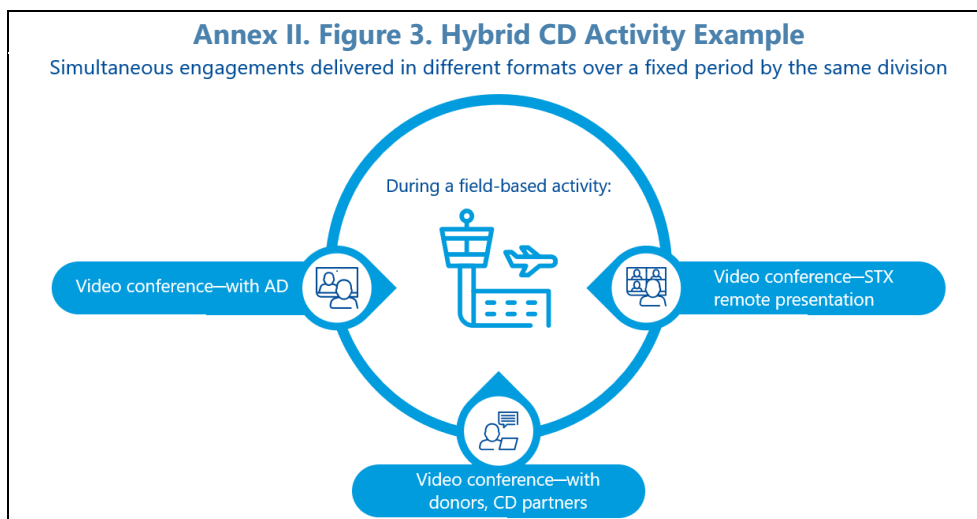 Annex II. Figure 3. Hybrid CD Activity Example
Simultaneous engagements delivered in different formats over a fixed period by the same division
During a field-based activity:
Video conference—with AD
Video conference—STX
remote presentation
Video conference—with
donors, CD partners